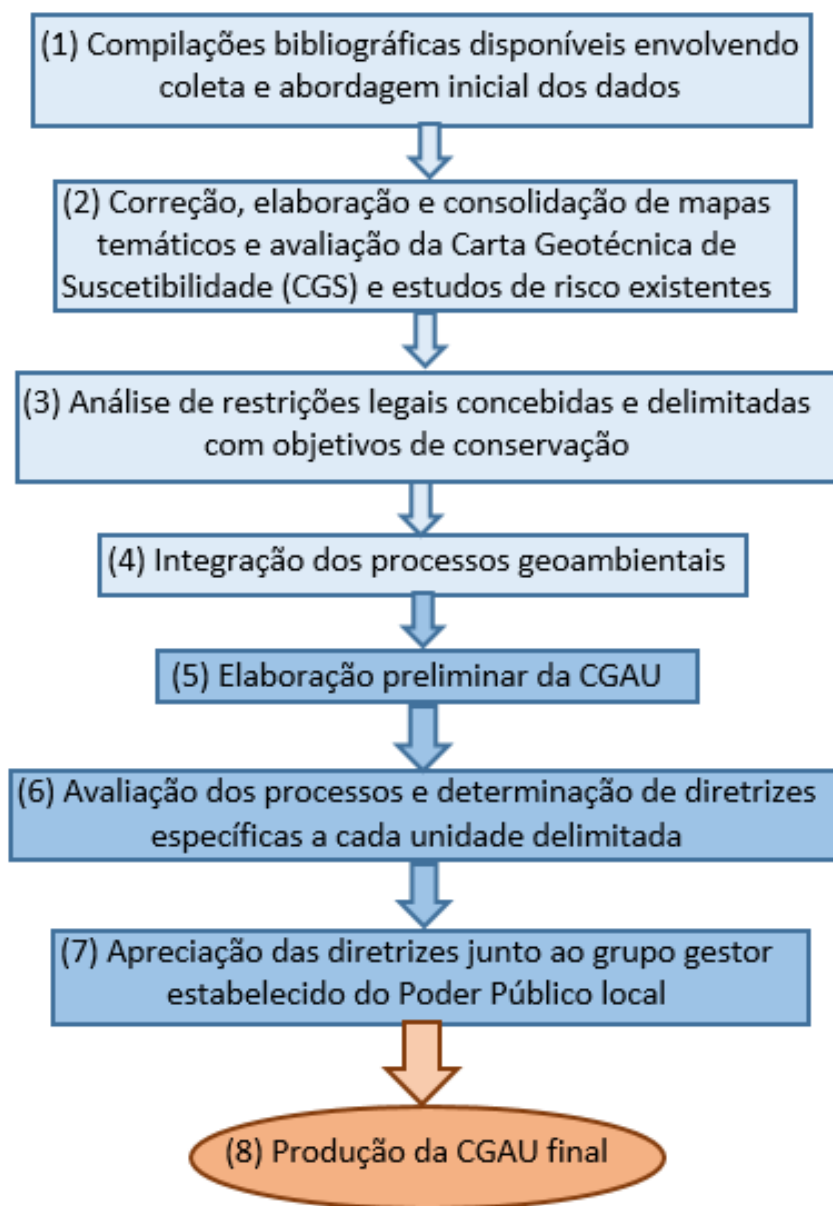 (1) Compilações bibliográficas disponíveis envolvendo
coleta e abordagem inicial dos dados
(2) Correção, elaboração e consolidação de mapas
temáticos e avaliação da Carta Geotécnica de
Suscetibilidade (CGS) e estudos de risco existentes
(3) Análise de restrições legais concebidas e delimitadas
com objetivos de conservação
(4) Integração dos processos geoambientais
(5) Elaboração preliminar da CGAU
(6) Avaliação dos processos e determinação de diretrizes
específicas a cada unidade delimitada
(7) Apreciação das diretrizes junto ao grupo gestor
estabelecido do Poder Público local
(8) Produção da CGAU final